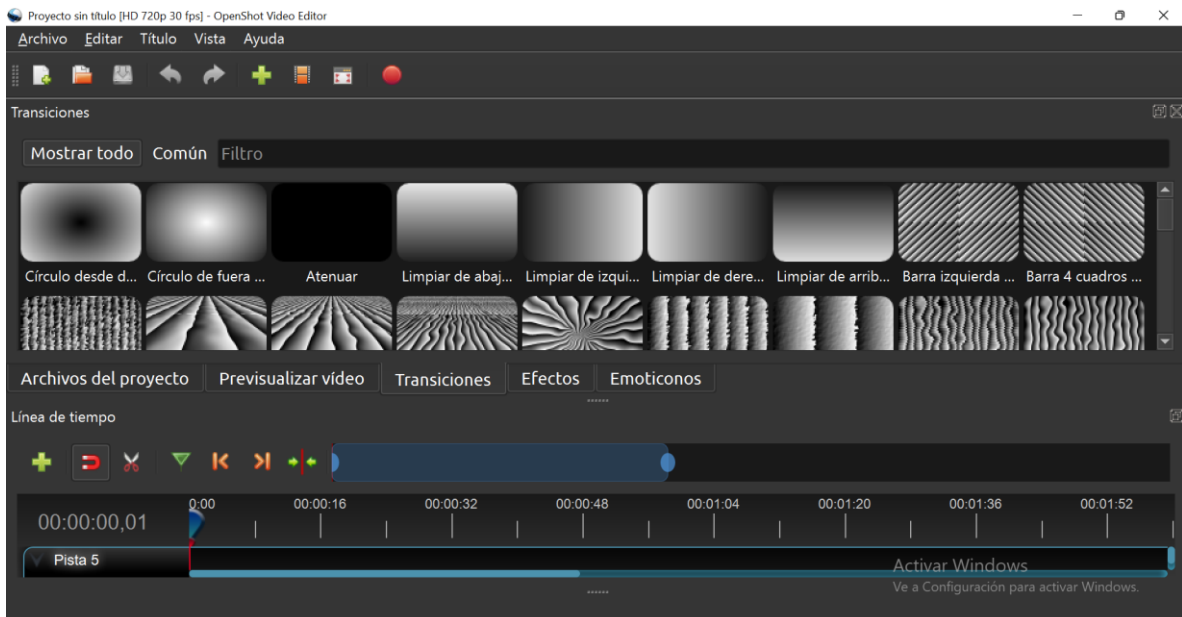 Proyecto sin título [HD 720p 30 fps] - OpenShot Video Editor
Archivo Editar Título Vista Ayuda
Transiciones
Mostrar todo Común Filtro
Círculo desde d... Círculo de fuera ... Atenuar Limpiar de abaj... Limpiar de izqui... Limpiar de dere... Limpiar de arrib... Barra izquierda ... Barra 4 cuadros ...
Archivos del proyecto Previsualizar vídeo Transiciones Efectos Emoticonos
Línea de tiempo
0:00 00:00:16 00:00:32 00:00:48 00:01:04 00:01:20 00:01:36 00:01:52
00:00:00,01
Pista 5
Activar Windows
Ve a Configuración para activar Windows.